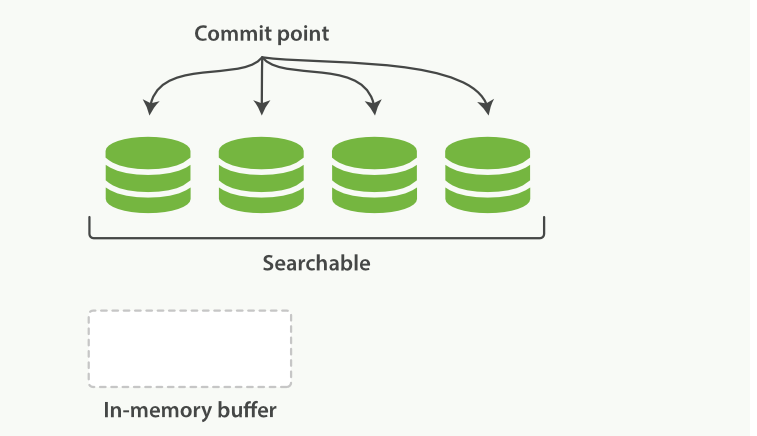 Commit point
Searchable
In-memory buffer